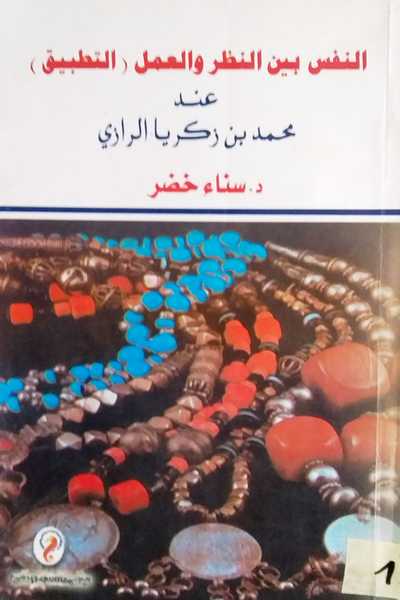 النفس بين النظر والعمل ( التطبيق )
عند
محمد بن زكريا الرازي
د. سناء خضر
1